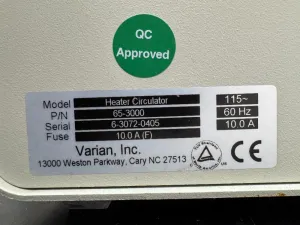 QC
Approved
Model Heater Circulator 115~
P/N 65-3000 60 Hz
Serial 6-3072-0405 10.0 A
Fuse 10.0 A (F)
Varian, Inc.
13000 Weston Parkway, Cary NC 27513